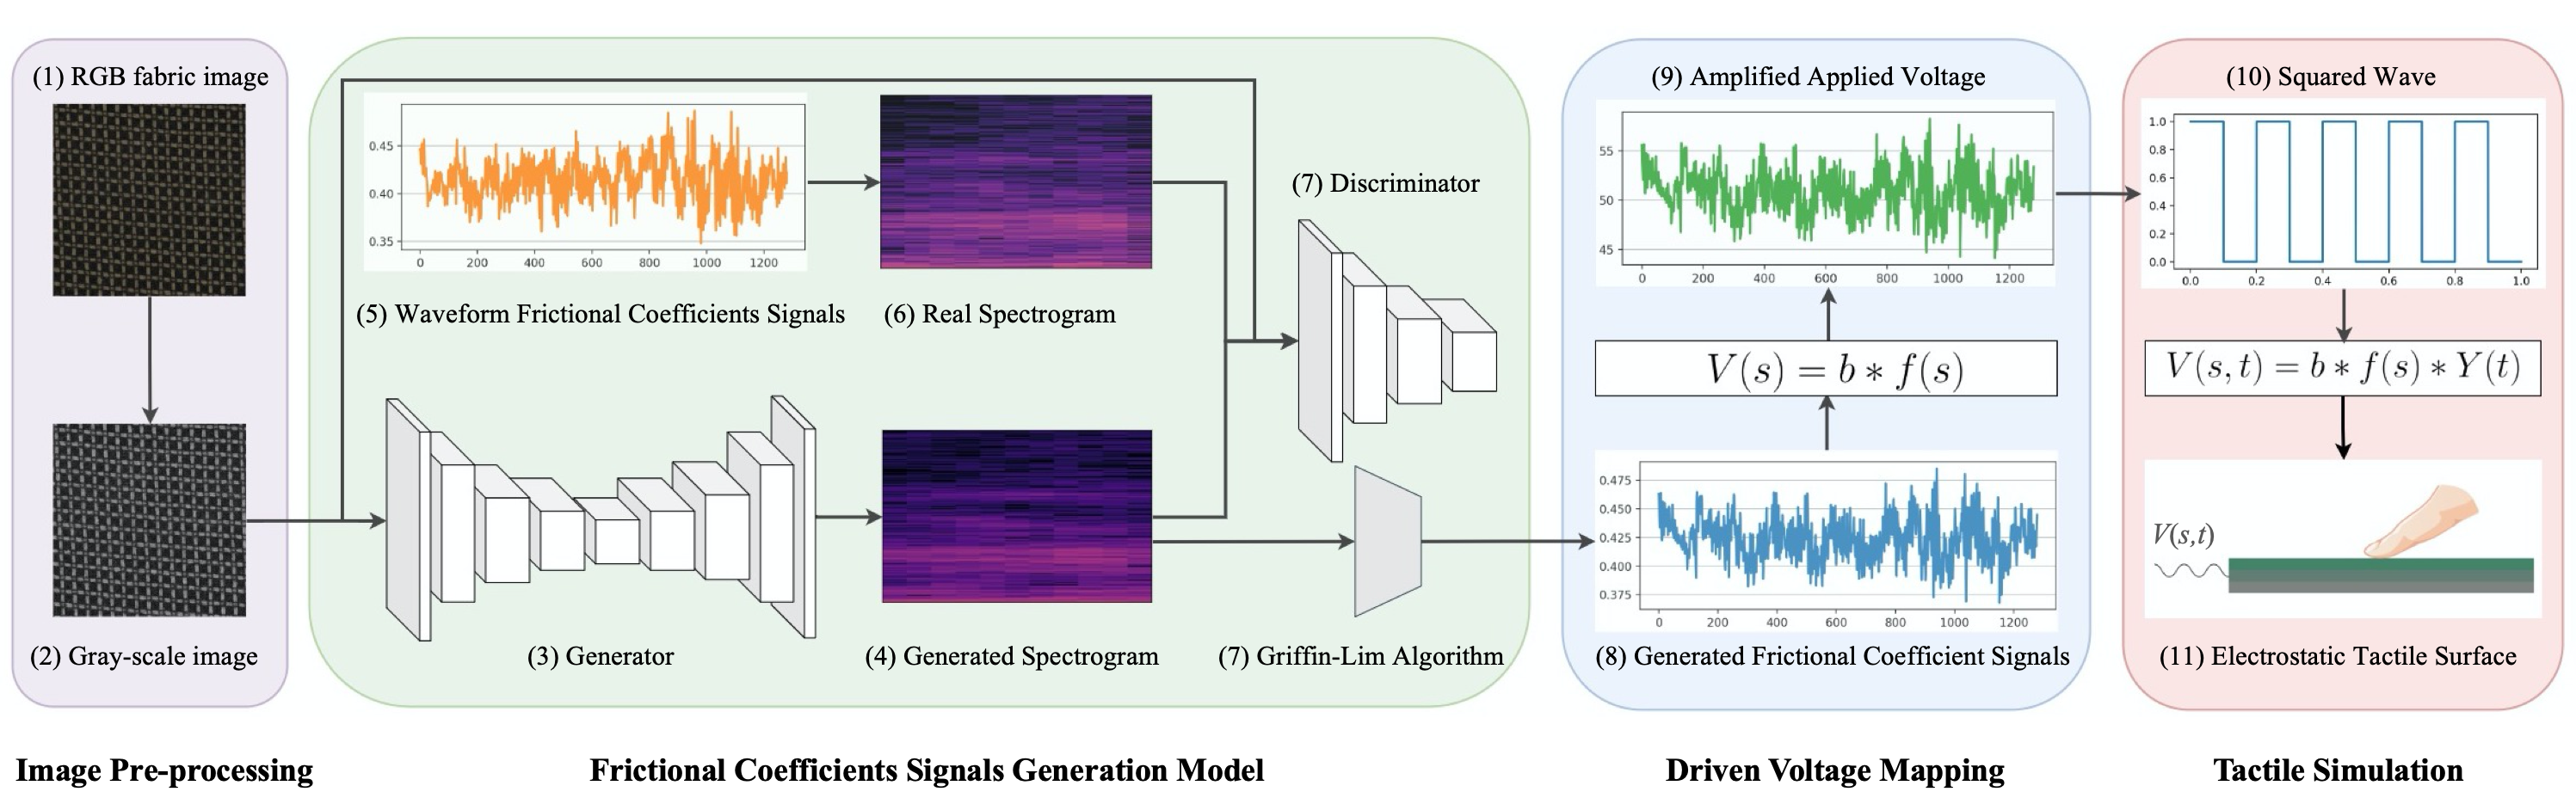 (1) RGB fabric image
(2) Gray-scale image
Image Pre-processing
0.45
0.40
0.35
0 200 400 600 800 1000 1200
(5) Waveform Frictional Coefficients Signals
(6) Real Spectrogram
(7) Discriminator
(3) Generator
(4) Generated Spectrogram
(7) Griffin-Lim Algorithm
Frictional Coefficients Signals Generation Model
(9) Amplified Applied Voltage
55
50
45
0 200 400 600 800 1000 1200
V(s) = b * f(s)
0.475
0.450
0.425
0.400
0.375
0 200 400 600 800 1000 1200
(8) Generated Frictional Coefficient Signals
Driven Voltage Mapping
(10) Squared Wave
1.0
0.8
0.6
0.4
0.2
0.0
0.0 0.2 0.4 0.6 0.8 1.0
V(s, t) = b * f(s) * Y(t)
V(s,t)
(11) Electrostatic Tactile Surface
Tactile Simulation